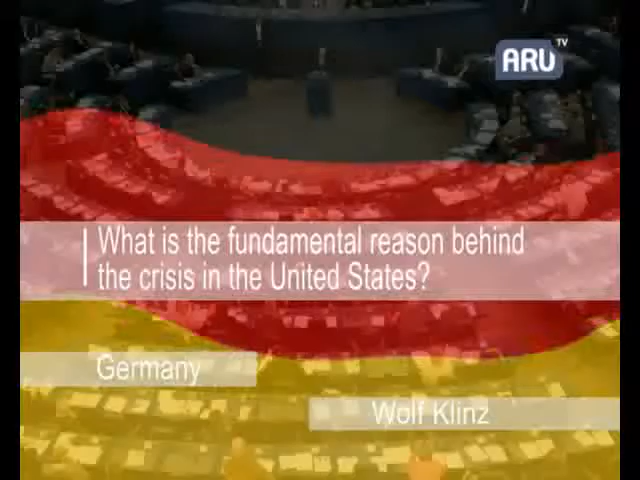 ARU TV
What is the fundamental reason behind
the crisis in the United States?
Germany
Wolf Klinz